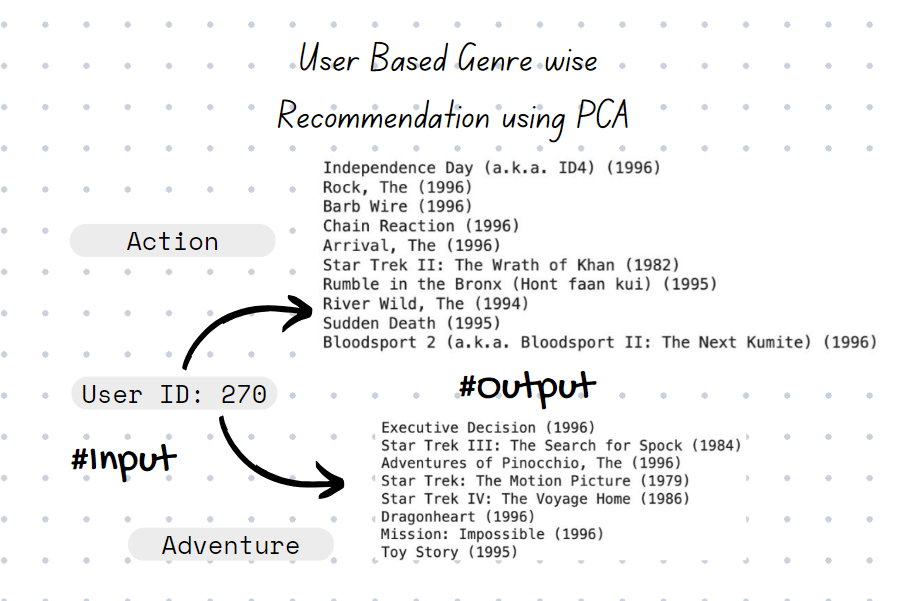 User Based Genre wise
Recommendation using PCA
Action
Independence Day (a.k.a. ID4) (1996)
Rock, The (1996)
Barb Wire (1996)
Chain Reaction (1996)
Arrival, The (1996)
Star Trek II: The Wrath of Khan (1982)
Rumble in the Bronx (Hont faan kui) (1995)
River Wild, The (1994)
Sudden Death (1995)
Bloodsport 2 (a.k.a. Bloodsport II: The Next Kumite) (1996)
User ID: 270
#Output
#Input
Executive Decision (1996)
Star Trek III: The Search for Spock (1984)
Adventures of Pinocchio, The (1996)
Star Trek: The Motion Picture (1979)
Star Trek IV: The Voyage Home (1986)
Dragonheart (1996)
Mission: Impossible (1996)
Toy Story (1995)
Adventure